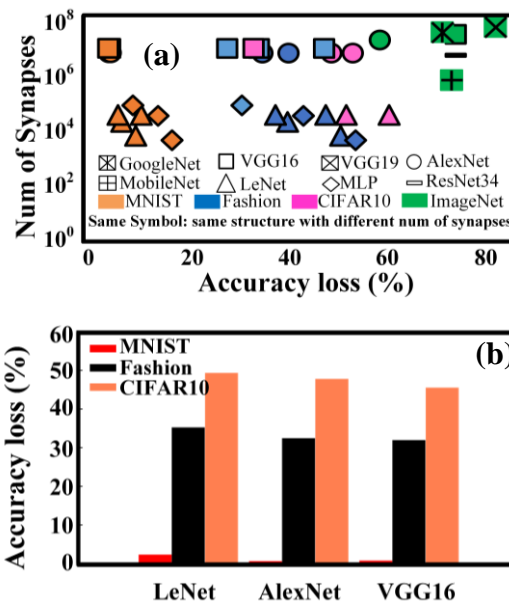 (a)
Num of Synapses
10^8
10^6
10^4
10^2
10^0
GoogleNet VGG16 VGG19 AlexNet
MobileNet LeNet MLP ResNet34
MNIST Fashion CIFAR10 ImageNet
Same Symbol: same structure with different num of synapses
0 20 40 60 80
Accuracy loss (%)
(b)
Accuracy loss (%)
60
50
40
30
20
10
0
MNIST
Fashion
CIFAR10
LeNet AlexNet VGG16